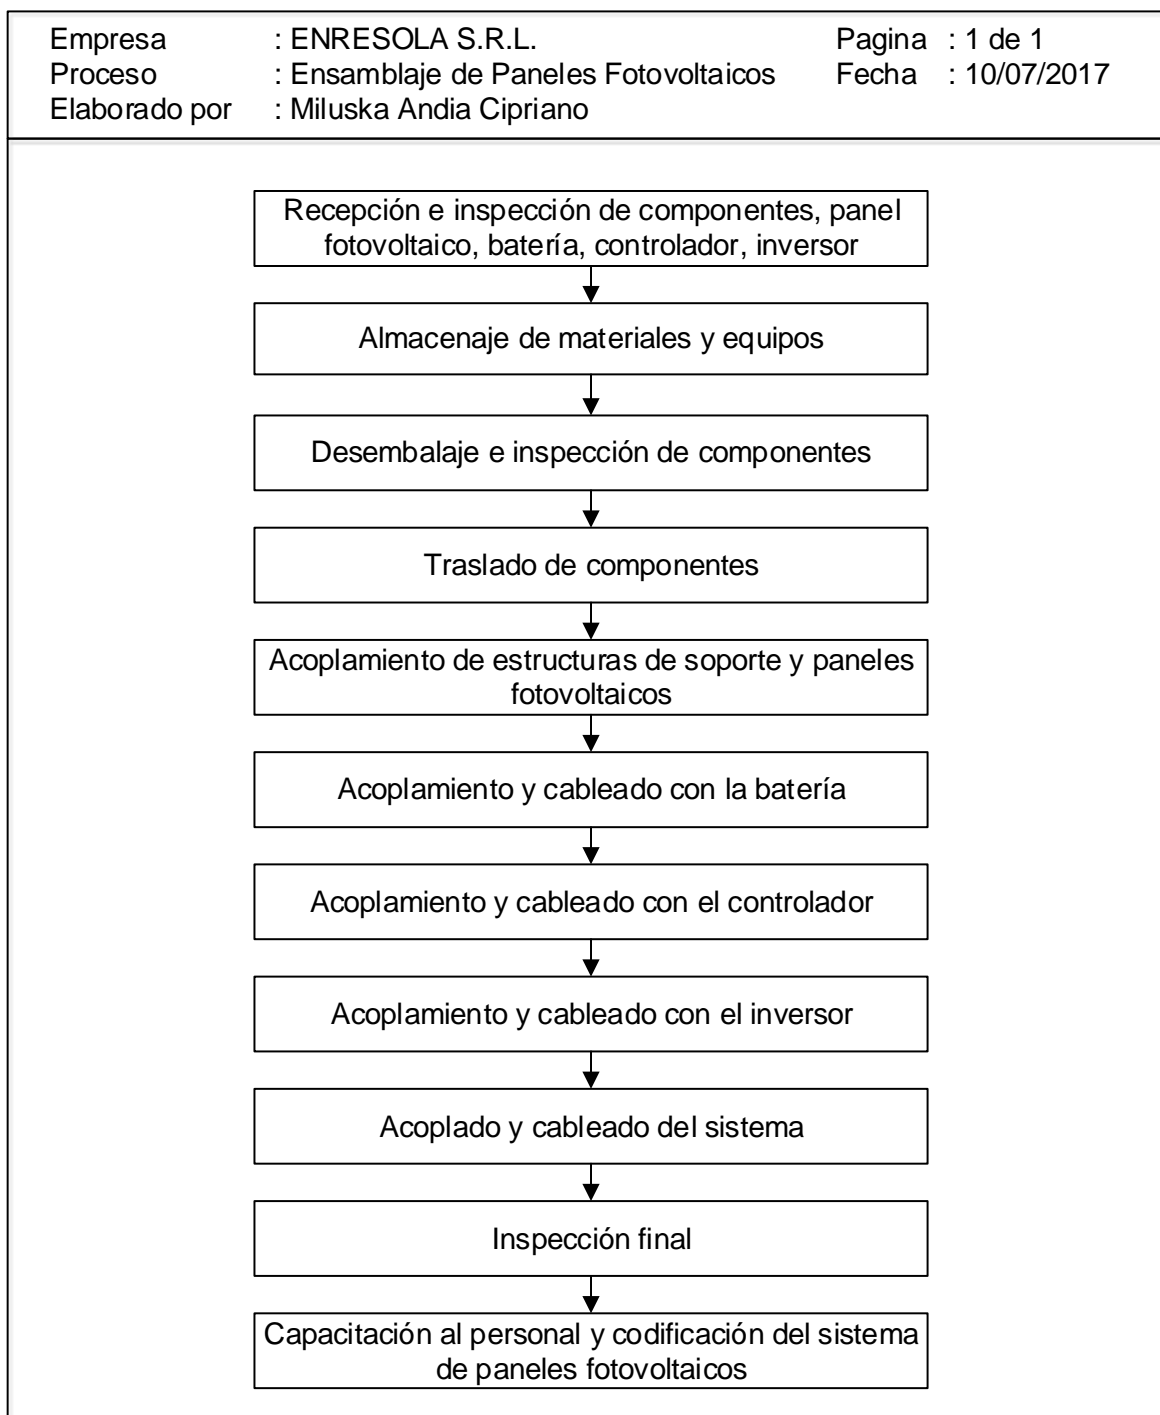 Empresa : ENRESOLA S.R.L. Pagina : 1 de 1
Proceso : Ensamblaje de Paneles Fotovoltaicos Fecha : 10/07/2017
Elaborado por : Miluska Andia Cipriano
Recepción e inspección de componentes, panel
fotovoltaico, batería, controlador, inversor
Almacenaje de materiales y equipos
Desembalaje e inspección de componentes
Traslado de componentes
Acoplamiento de estructuras de soporte y paneles
fotovoltaicos
Acoplamiento y cableado con la batería
Acoplamiento y cableado con el controlador
Acoplamiento y cableado con el inversor
Acoplado y cableado del sistema
Inspección final
Capacitación al personal y codificación del sistema
de paneles fotovoltaicos